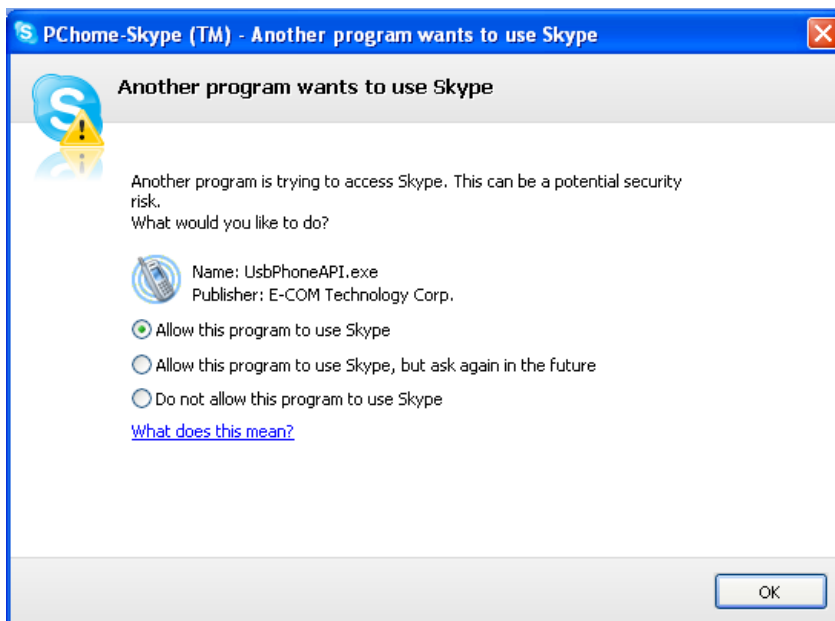 PChome-Skype (TM) - Another program wants to use Skype
Another program wants to use Skype
Another program is trying to access Skype. This can be a potential security
risk.
What would you like to do?
Name: UsbPhoneAPI.exe
Publisher: E-COM Technology Corp.
Allow this program to use Skype
Allow this program to use Skype, but ask again in the future
Do not allow this program to use Skype
What does this mean?
OK